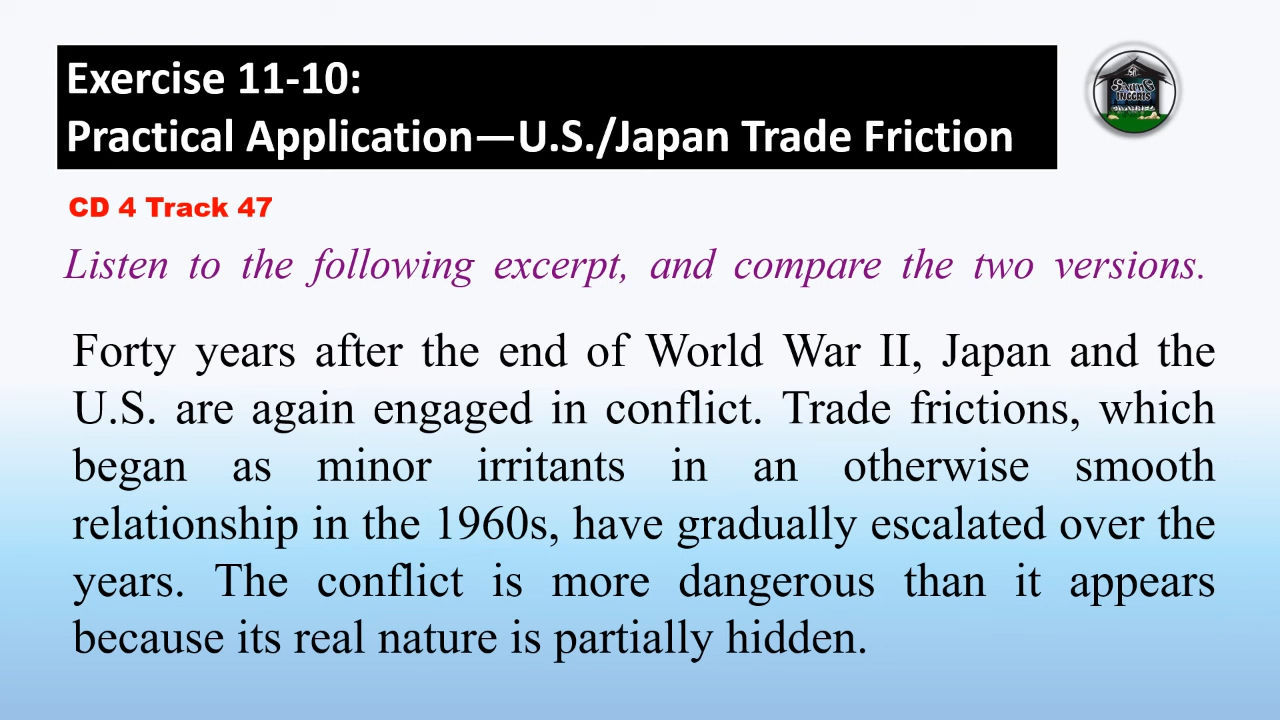 Exercise 11-10:
Practical Application—U.S./Japan Trade Friction
SAUNG
INGGRIS
CD 4 Track 47
Listen to the following excerpt, and compare the two versions.
Forty years after the end of World War II, Japan and the
U.S. are again engaged in conflict. Trade frictions, which
began as minor irritants in an otherwise smooth
relationship in the 1960s, have gradually escalated over the
years. The conflict is more dangerous than it appears
because its real nature is partially hidden.